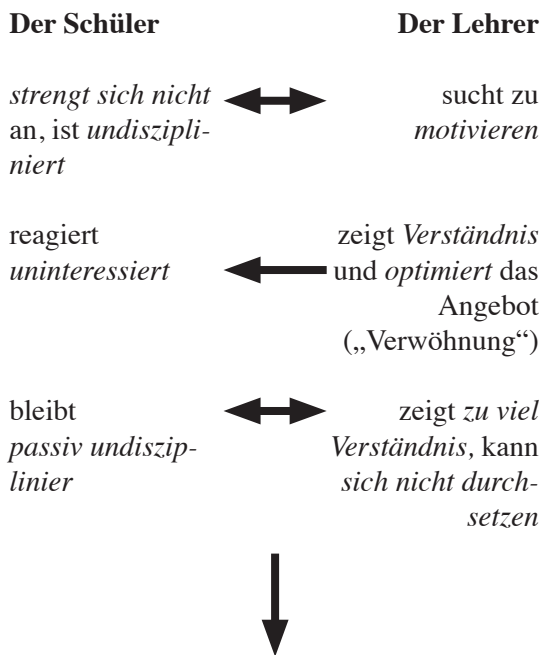 Der Schüler
Der Lehrer
strengt sich nicht
an, ist undiszipli-
niert
sucht zu
motivieren
reagiert
uninteressiert
zeigt Verständnis
und optimiert das
Angebot
(„Verwöhnung“)
bleibt
passiv undiszip-
linier
zeigt zu viel
Verständnis, kann
sich nicht durch-
setzen